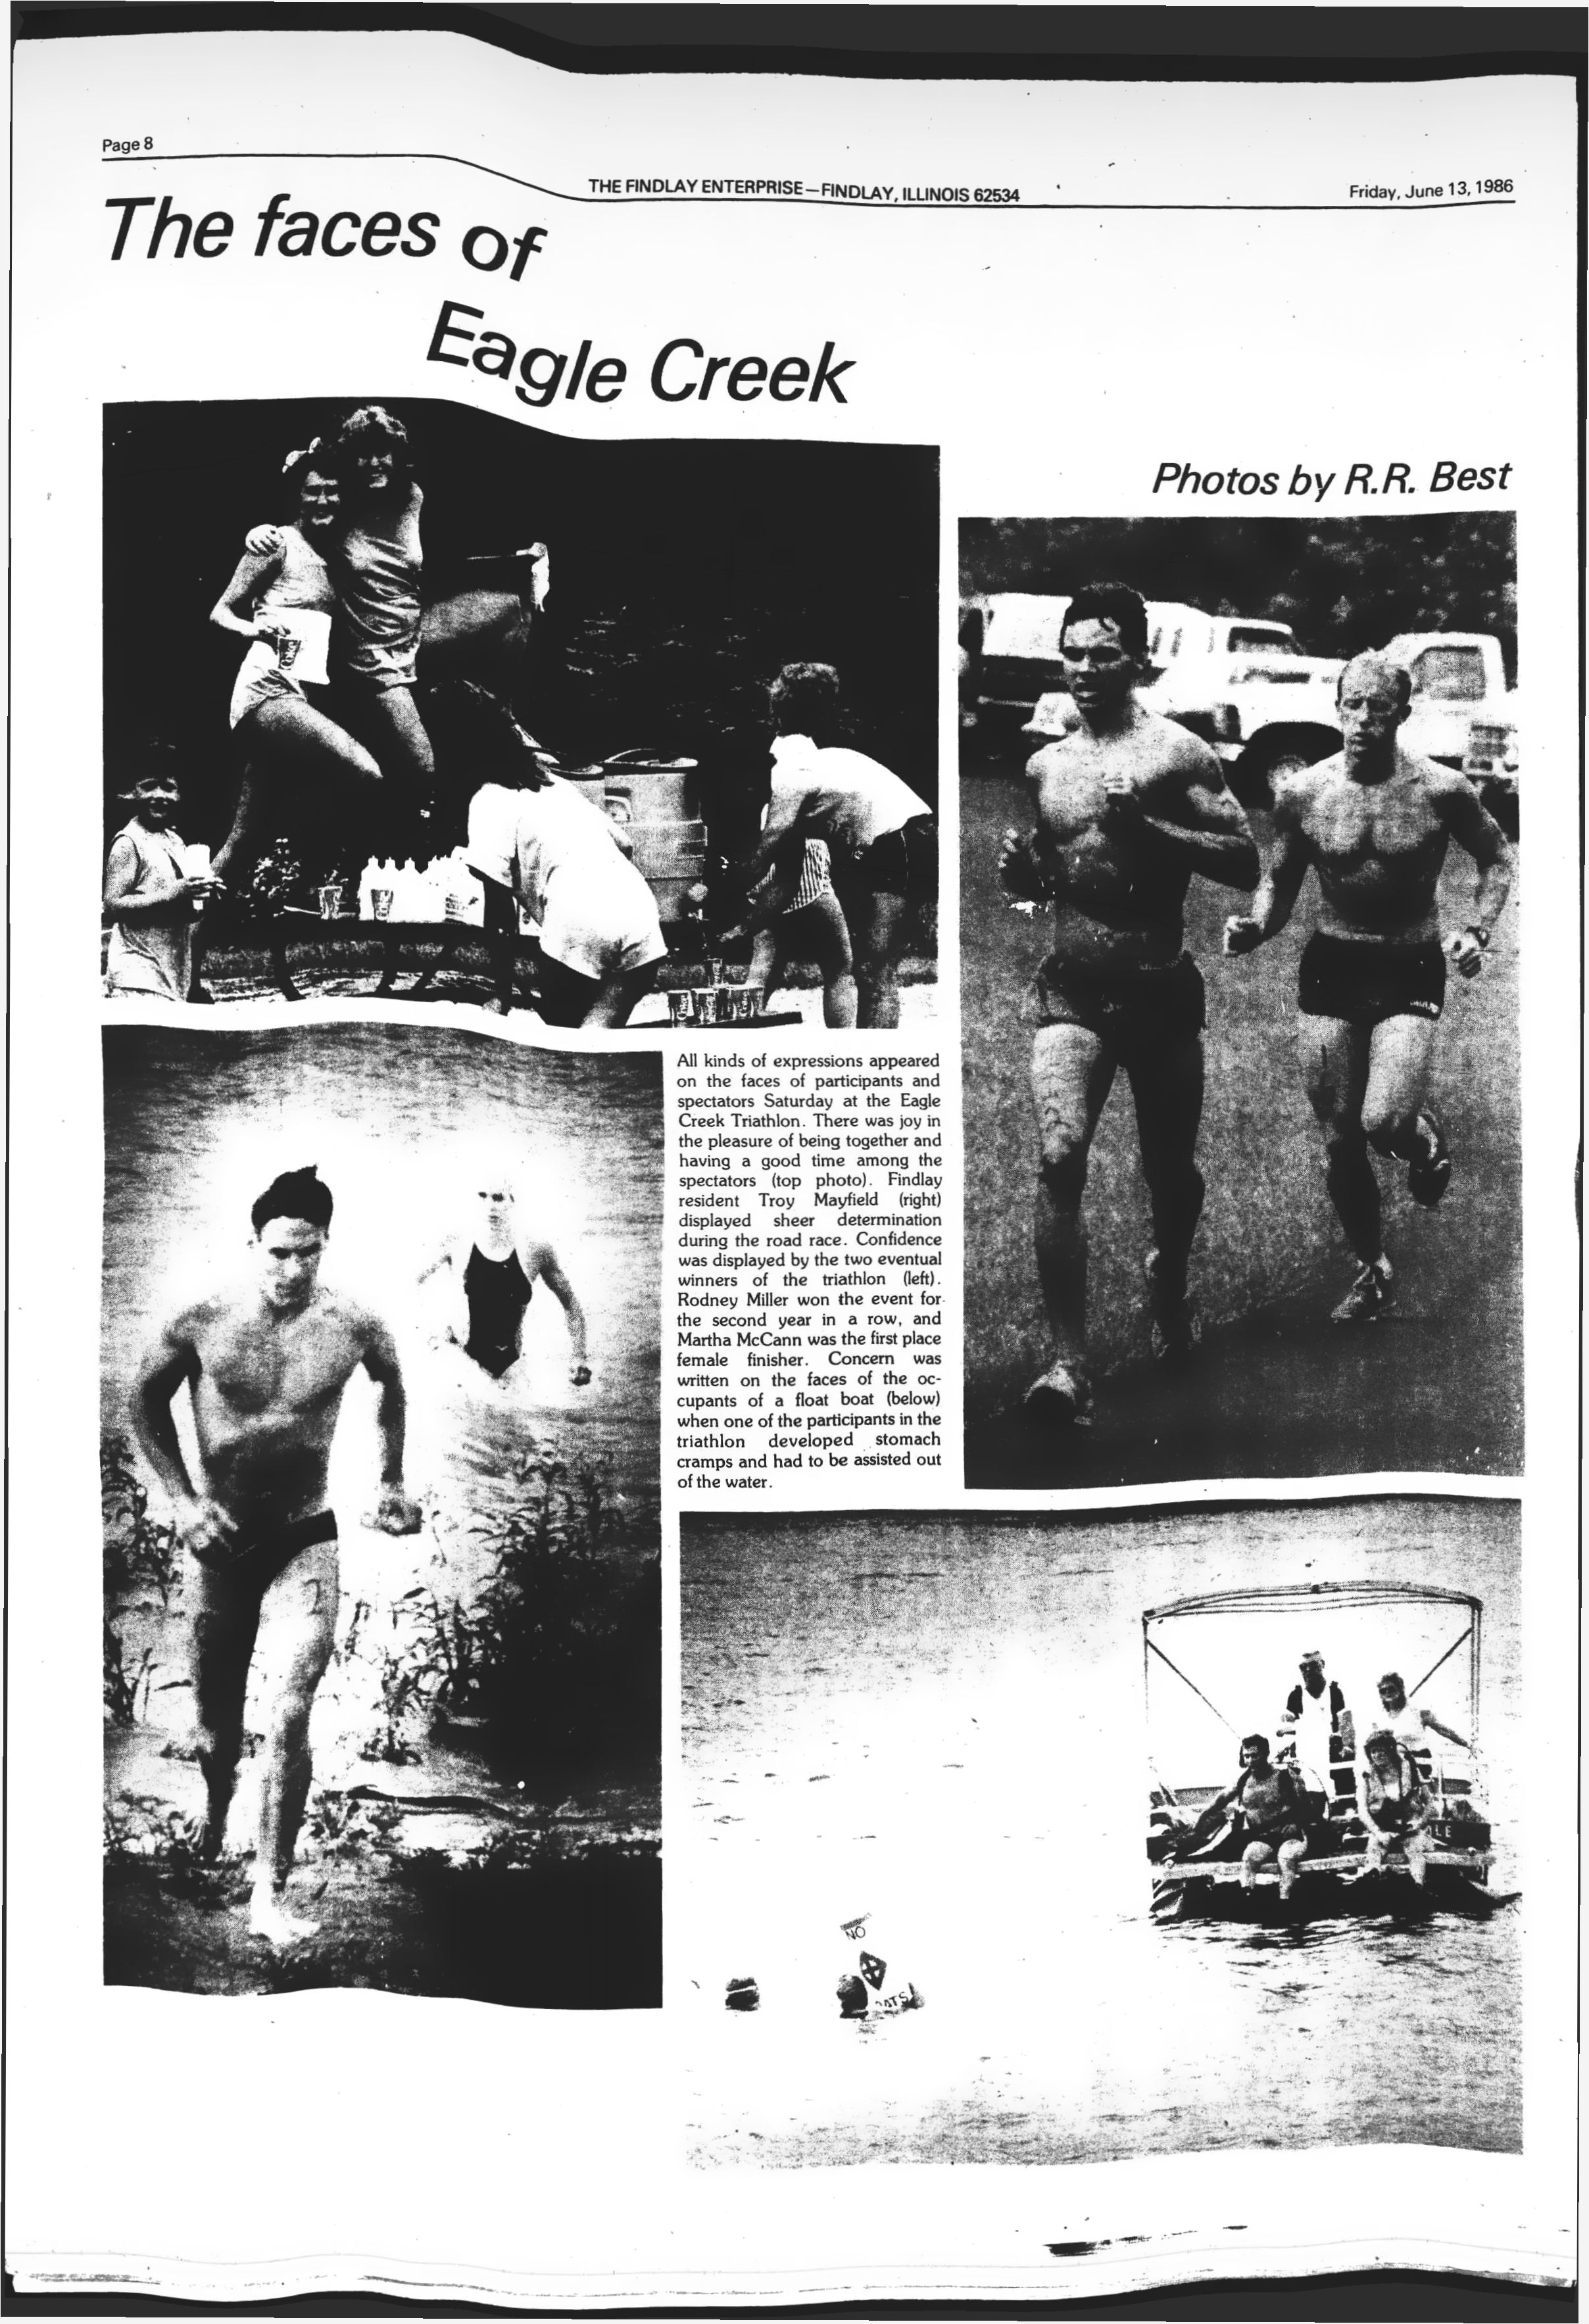 Page 8
THE FINDLAY ENTERPRISE—FINDLAY, ILLINOIS 62534
Friday, June 13, 1986
The faces of
Eagle Creek
Photos by R.R. Best
Coke
All kinds of expressions appeared
on the faces of participants and
spectators Saturday at the Eagle
Creek Triathlon. There was joy in
the pleasure of being together and
having a good time among the
spectators (top photo). Findlay
resident Troy Mayfield (right)
displayed sheer determination
during the road race. Confidence
was displayed by the two eventual
winners of the triathlon (left).
Rodney Miller won the event for
the second year in a row, and
Martha McCann was the first place
female finisher. Concern was
written on the faces of the oc-
cupants of a float boat (below)
when one of the participants in the
triathlon developed stomach
cramps and had to be assisted out
of the water.
NO